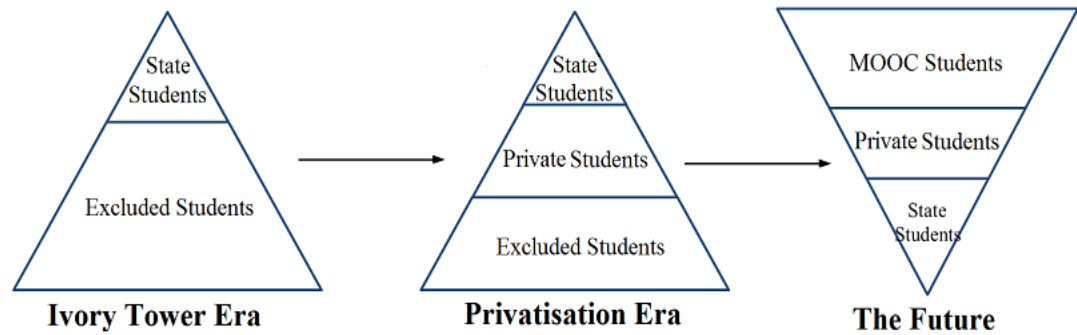 State
Students
Excluded Students
Ivory Tower Era
State
Students
Private Students
Excluded Students
Privatisation Era
MOOC Students
Private Students
State
Students
The Future